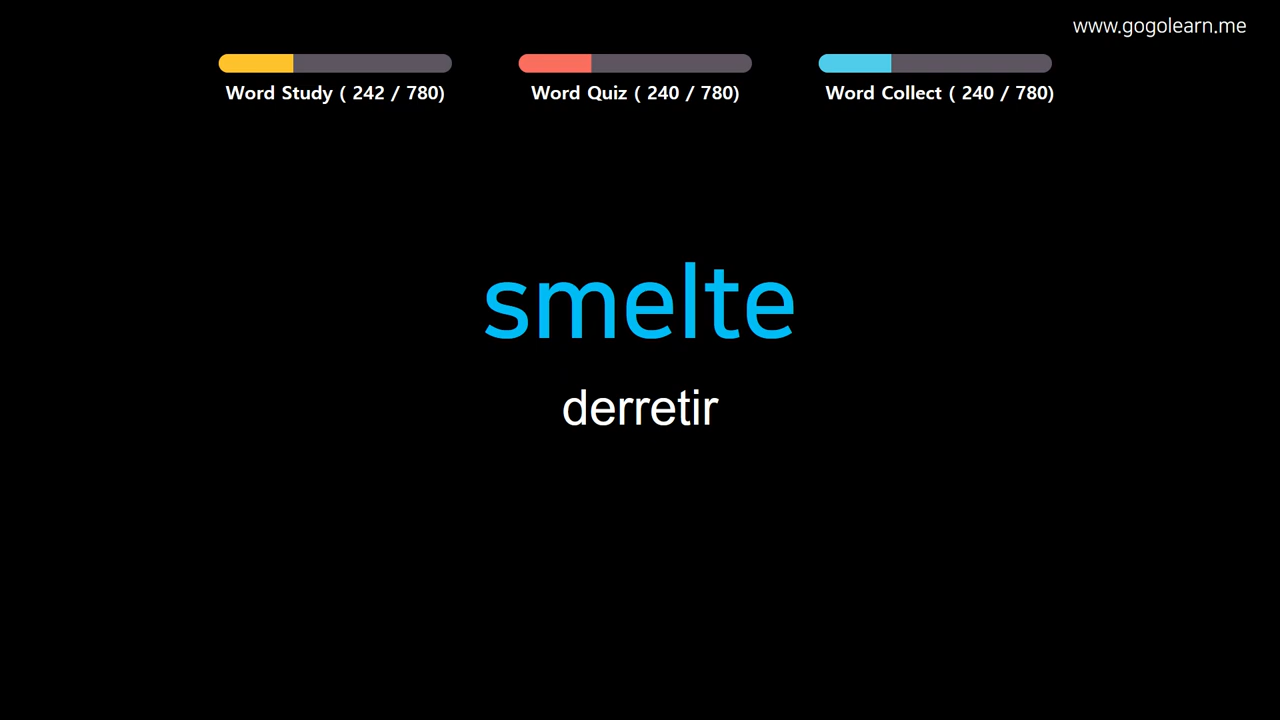 www.gogolearn.me
Word Study ( 242 / 780)
Word Quiz ( 240 / 780)
Word Collect ( 240 / 780)
smelte
derretir